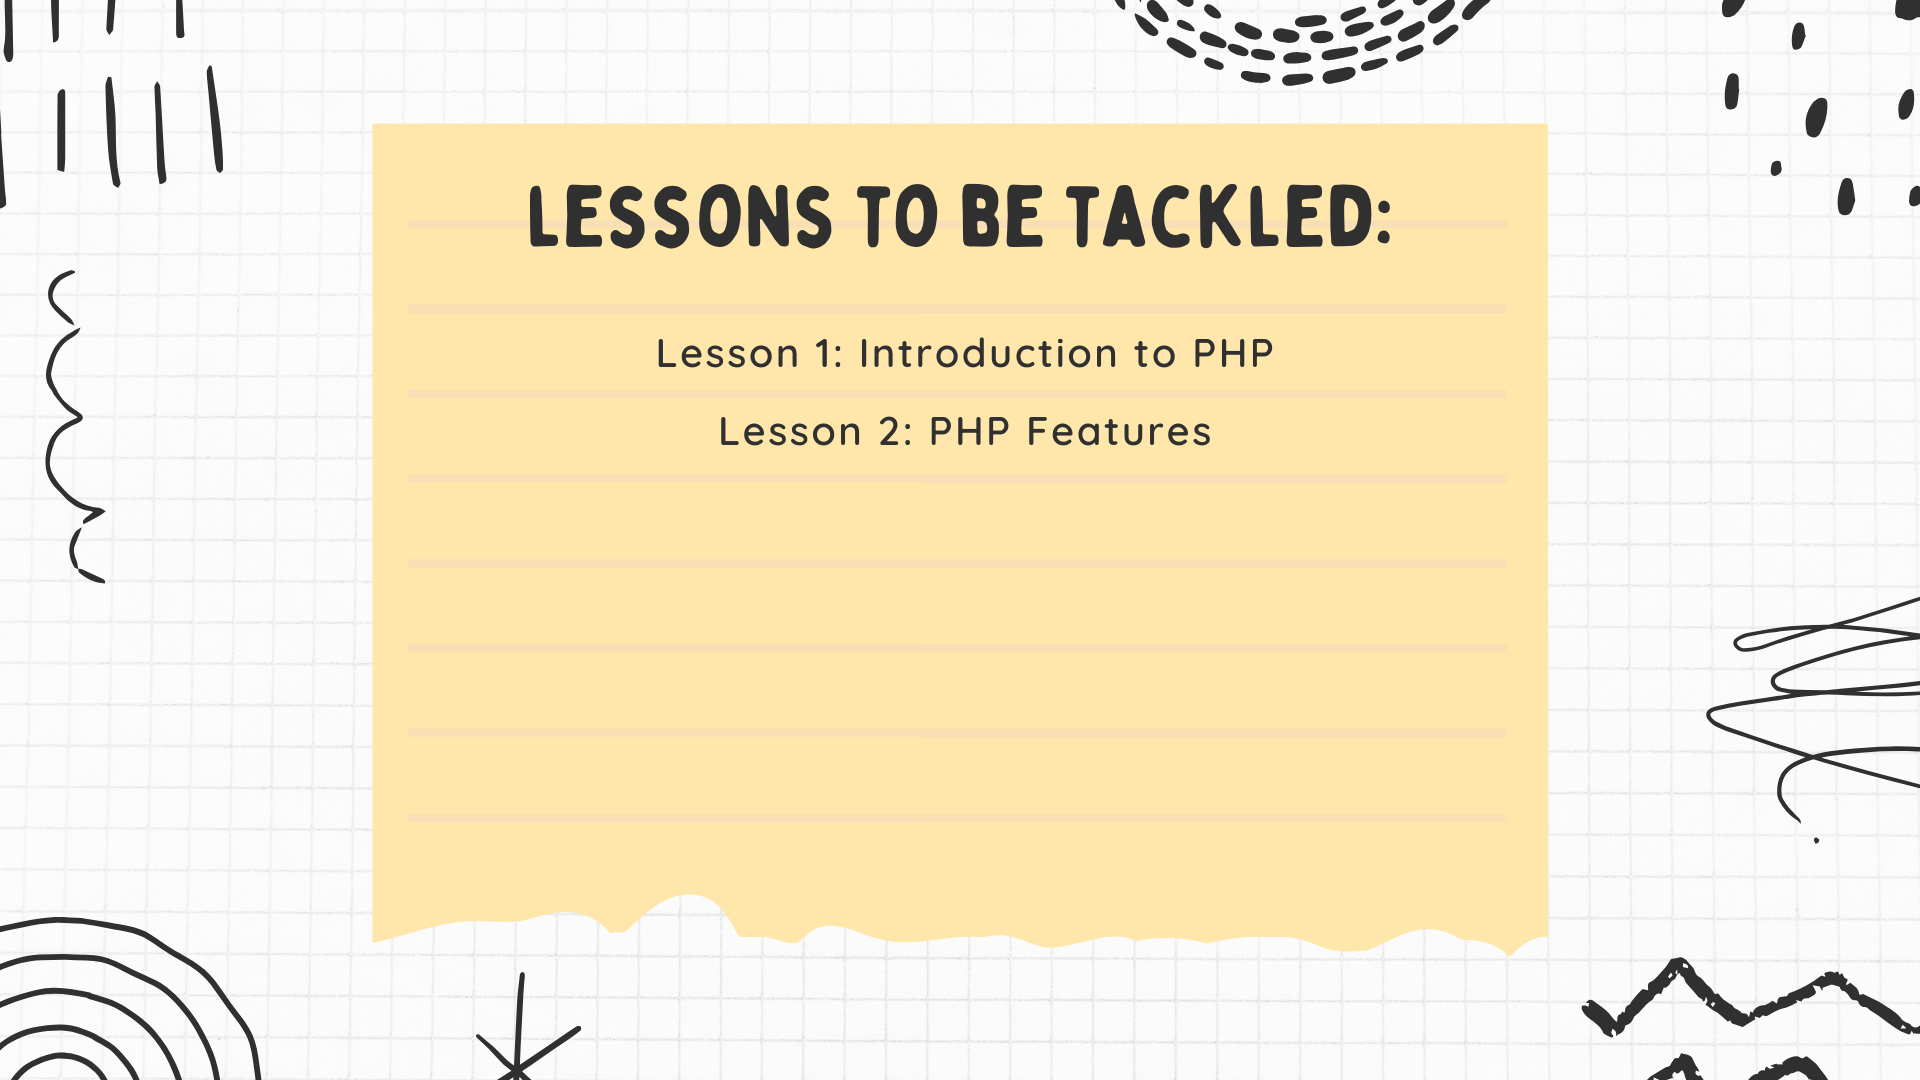 LESSONS TO BE TACKLED:
Lesson 1: Introduction to PHP
Lesson 2: PHP Features